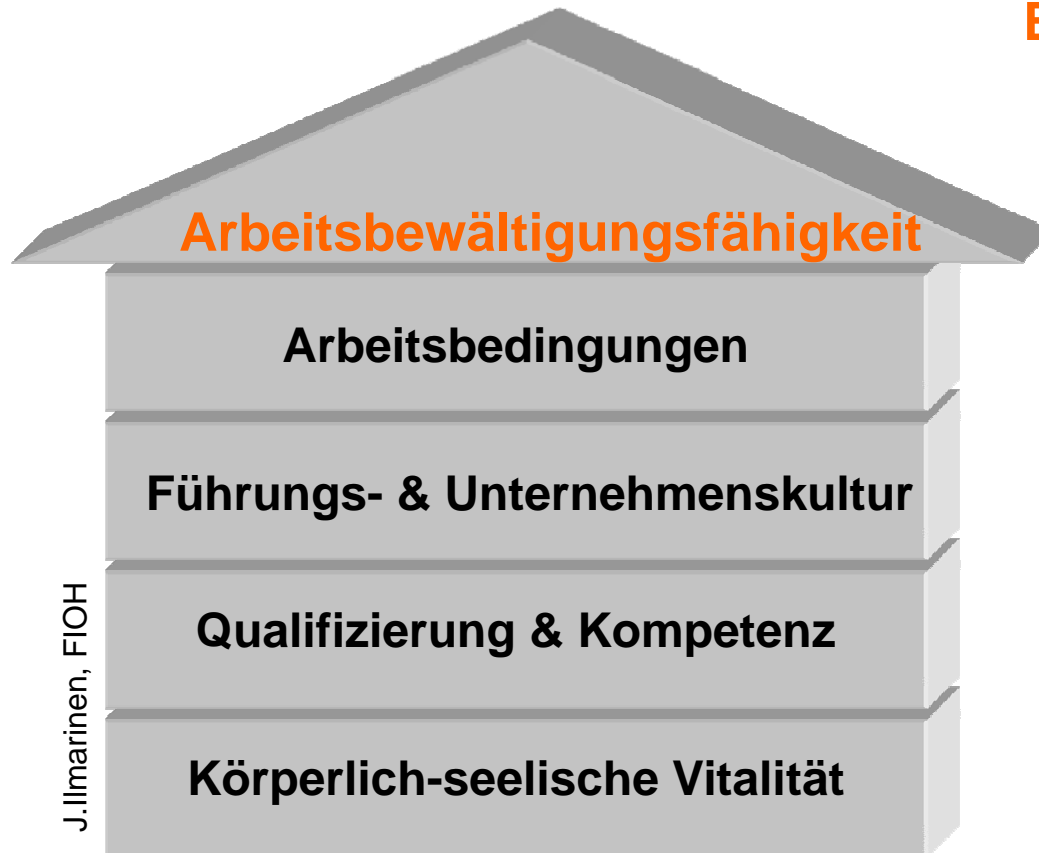 Arbeitsbewältigungsfähigkeit
Arbeitsbedingungen
Führungs- & Unternehmenskultur
Qualifizierung & Kompetenz
Körperlich-seelische Vitalität
J.Ilmarinen, FIOH